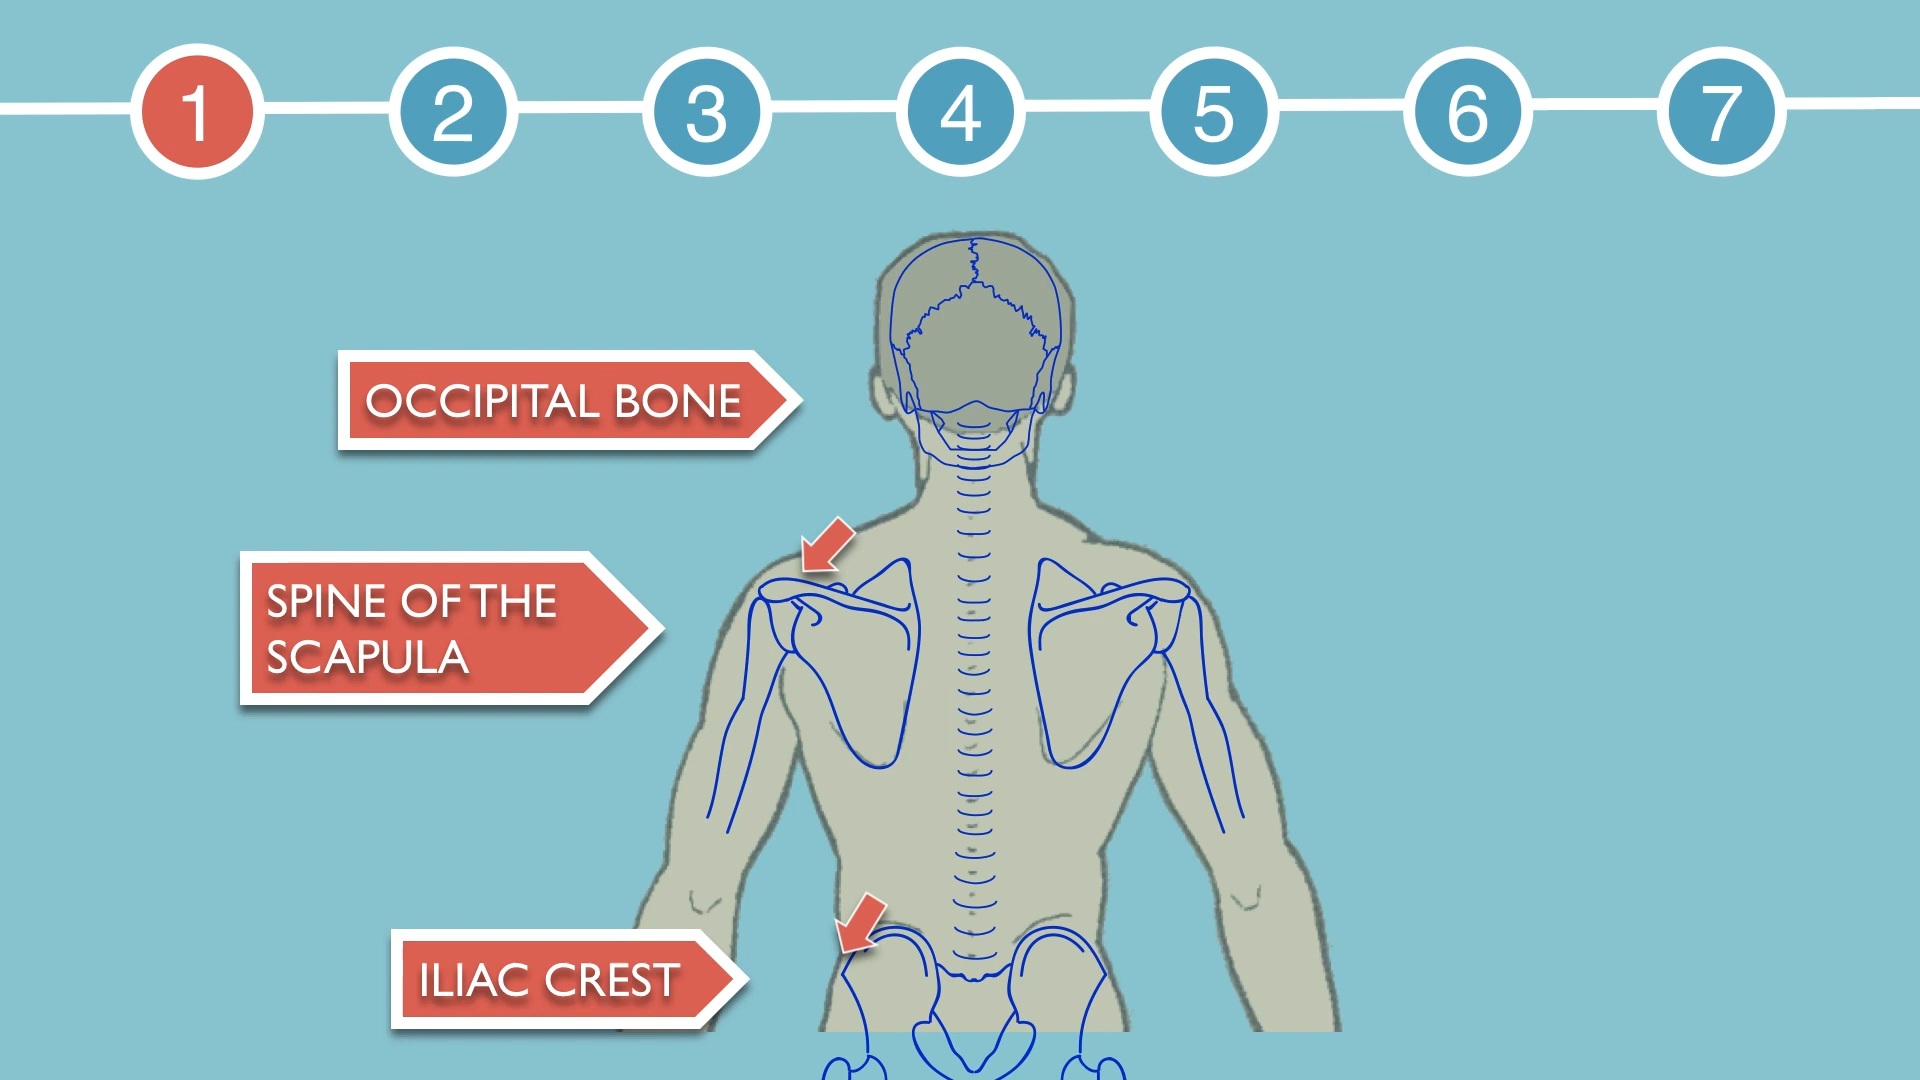 1 2 3 4 5 6 7
OCCIPITAL BONE
SPINE OF THE
SCAPULA
ILIAC CREST